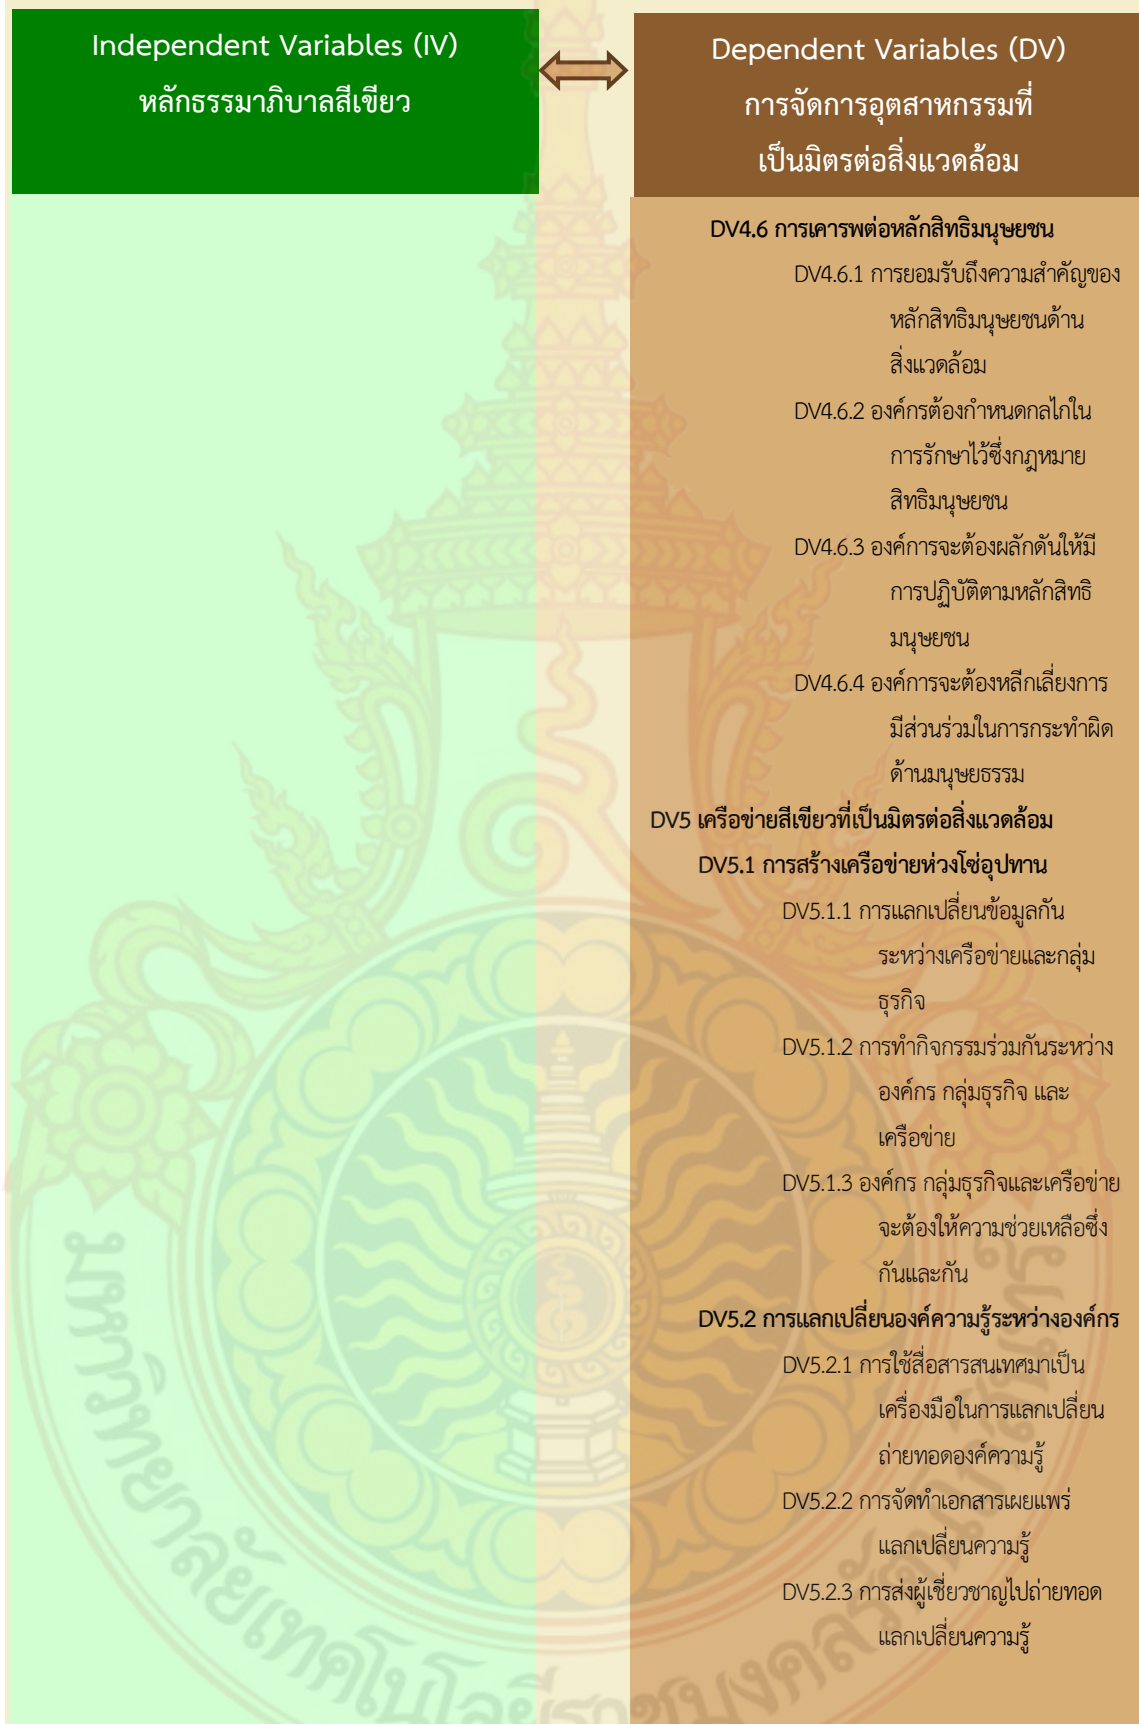 Independent Variables (IV)
หลักธรรมาภิบาลสีเขียว
Dependent Variables (DV)
การจัดการอุตสาหกรรมที่
เป็นมิตรต่อสิ่งแวดล้อม
DV4.6 การเคารพต่อหลักสิทธิมนุษยชน
DV4.6.1 การยอมรับถึงความสำคัญของ
หลักสิทธิมนุษยชนด้าน
สิ่งแวดล้อม
DV4.6.2 องค์กรต้องกำหนดกลไกใน
การรักษาไว้ซึ่งกฎหมาย
สิทธิมนุษยชน
DV4.6.3 องค์การจะต้องผลักดันให้มี
การปฏิบัติตามหลักสิทธิ
มนุษยชน
DV4.6.4 องค์การจะต้องหลีกเลี่ยงการ
มีส่วนร่วมในการกระทำผิด
ด้านมนุษยธรรม
DV5 เครือข่ายสีเขียวที่เป็นมิตรต่อสิ่งแวดล้อม
DV5.1 การสร้างเครือข่ายห่วงโซ่อุปทาน
DV5.1.1 การแลกเปลี่ยนข้อมูลกัน
ระหว่างเครือข่ายและกลุ่ม
ธุรกิจ
DV5.1.2 การทำกิจกรรมร่วมกันระหว่าง
องค์กร กลุ่มธุรกิจ และ
เครือข่าย
DV5.1.3 องค์กร กลุ่มธุรกิจและเครือข่าย
จะต้องให้ความช่วยเหลือซึ่ง
กันและกัน
DV5.2 การแลกเปลี่ยนองค์ความรู้ระหว่างองค์กร
DV5.2.1 การใช้สื่อสารสนเทศมาเป็น
เครื่องมือในการแลกเปลี่ยน
ถ่ายทอดองค์ความรู้
DV5.2.2 การจัดทำเอกสารเผยแพร่
แลกเปลี่ยนความรู้
DV5.2.3 การส่งผู้เชี่ยวชาญไปถ่ายทอด
แลกเปลี่ยนความรู้
มหาวิทยาลัยเทคโนโลยีราชมงคลรัตนโกสินทร์